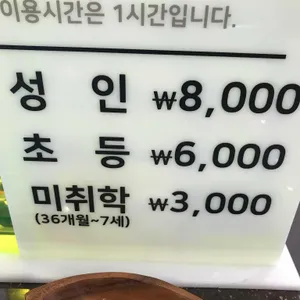 이용시간은 1시간입니다.
성 인 ₩8,000
초 등 ₩6,000
미취학 ₩3,000
(36개월~7세)